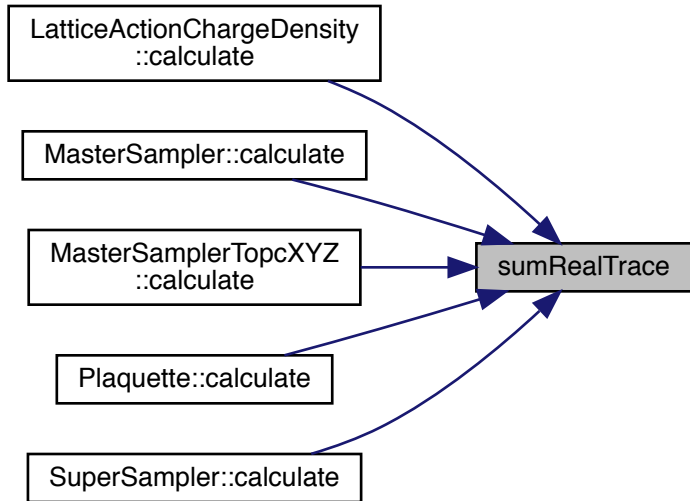 LatticeActionChargeDensity
::calculate
MasterSampler::calculate
MasterSamplerTopcXYZ
::calculate
sumRealTrace
Plaquette::calculate
SuperSampler::calculate